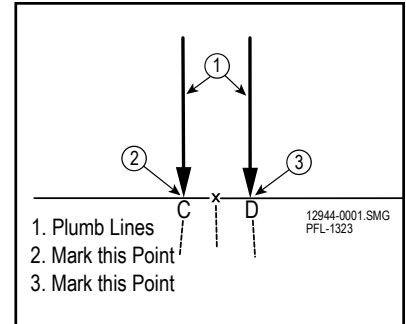 1
2
3
C x D
12944-0001.SMG
PFL-1323
1. Plumb Lines
2. Mark this Point
3. Mark this Point